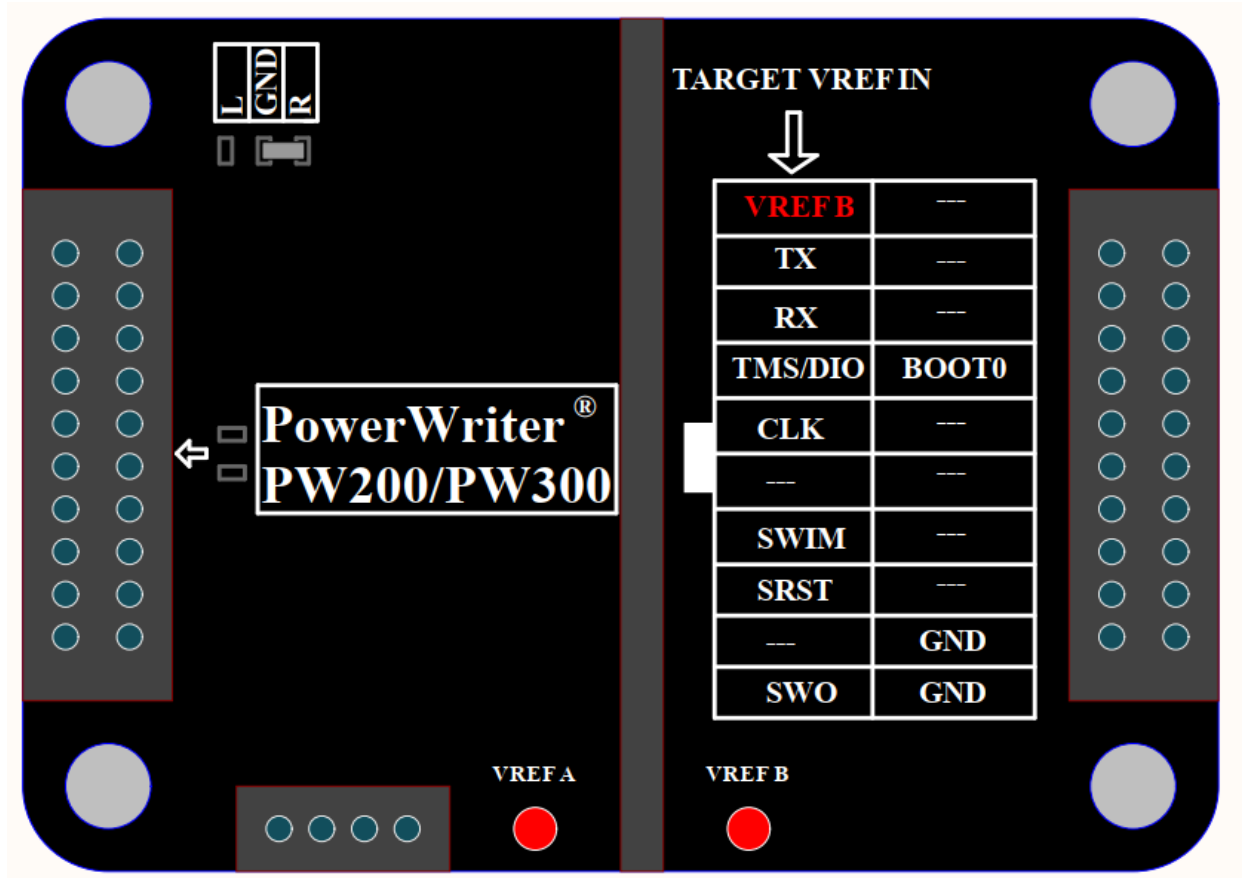 L
GND
R
TARGET VREF IN
VREF B ---
TX ---
RX ---
TMS/DIO BOOT0
CLK ---
--- ---
SWIM ---
SRST ---
--- GND
SWO GND
PowerWriter ®
PW200/PW300
VREF A
VREF B